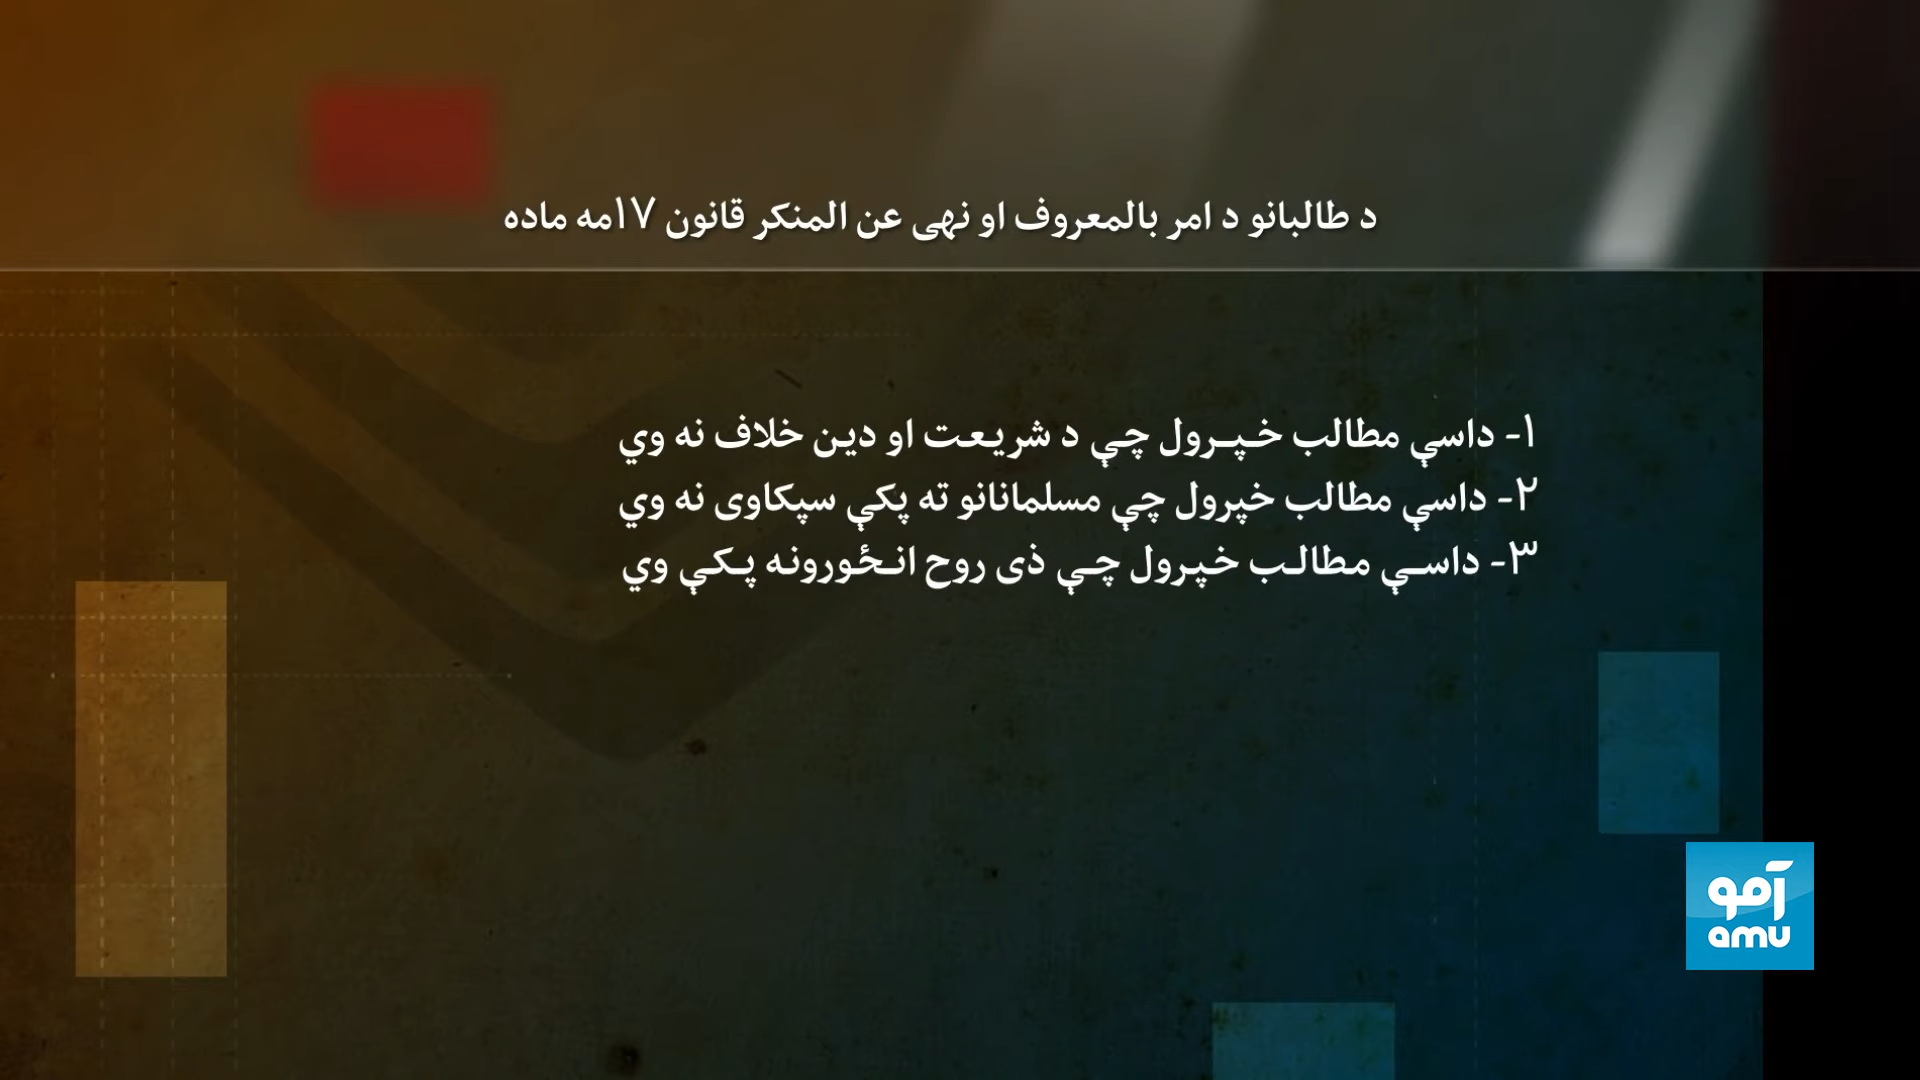 د طالبانو د امر بالمعروف او نهی عن المنکر قانون ۱۷مه ماده
۱- داسې مطالب خپرول چې د شریعت او دین خلاف نه وي
۲- داسې مطالب خپرول چې مسلمانانو ته پکې سپکاوی نه وي
۳- داسې مطالب خپرول چې ذی روح انځورونه پکې وي
آمو
amu